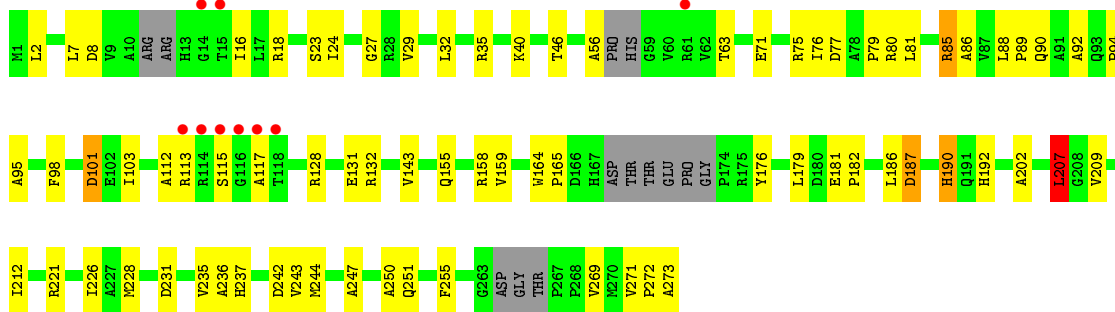 M1 L2 L7 D8 V9 A10 ARG ARG H13 G14 T15 I16 L17 R18 S23 I24 G27 R28 V29 L32 R35 K40 T46 A56 PRO HIS G59 V60 R61 V62 T63 E71 R75 I76 D77 A78 P79 R80 L81 R85 A86 V87 L88 P89 Q90 A91 A92 Q93
A95 F98 D101 E102 I103 A112 R113 R114 S115 G116 A117 T118 R128 E131 R132 V143 Q155 R158 V159 W164 P165 D166 H167 ASP THR THR GLU PRO GLY P174 R175 Y176 L179 D180 E181 P182 L186 D187 H190 Q191 H192 A202 L207 G208 V209
I212 R221 I226 A227 M228 D231 V235 A236 H237 D242 V243 M244 A247 A250 Q251 F255 G263 ASP GLY THR P267 P268 V269 M270 V271 P272 A273